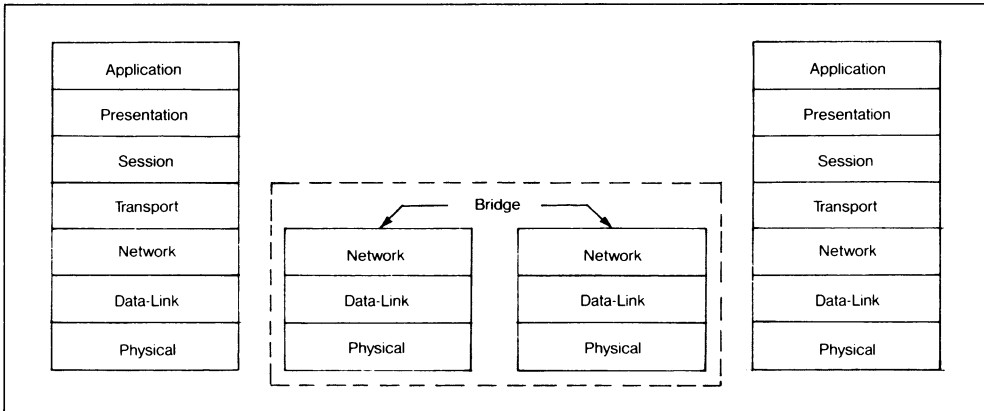 Application
Presentation
Session
Transport
Network
Data-Link
Physical
Bridge
Network
Data-Link
Physical
Network
Data-Link
Physical
Application
Presentation
Session
Transport
Network
Data-Link
Physical